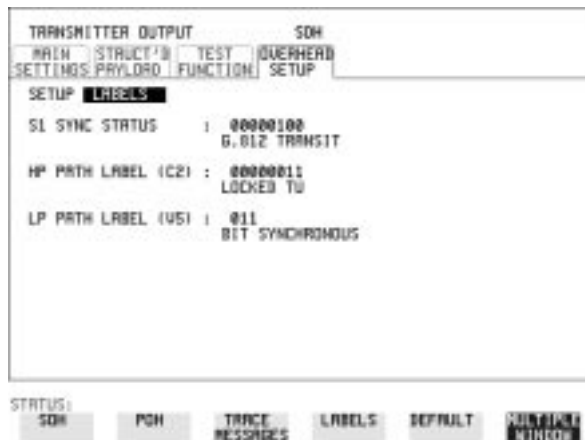 TRANSMITTER OUTPUT SDH
MAIN SETTINGS STRUCT'D PAYLOAD TEST FUNCTION OVERHEAD SETUP
SETUP LABELS
S1 SYNC STATUS : 00000100
G.812 TRANSIT
HP PATH LABEL (C2) : 00000011
LOCKED TU
LP PATH LABEL (V5) : 011
BIT SYNCHRONOUS
STATUS:
SDH POH TRACE MESSAGES LABELS DEFAULT MULTIPLE WINDOW